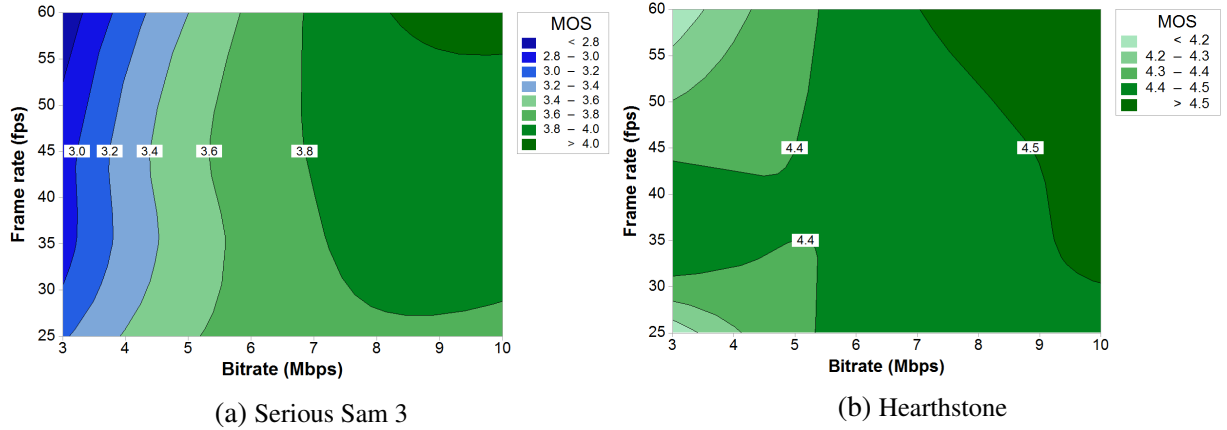 MOS
< 2.8
2.8 – 3.0
3.0 – 3.2
3.2 – 3.4
3.4 – 3.6
3.6 – 3.8
3.8 – 4.0
> 4.0
Frame rate (fps)
60
55
50
45
40
35
30
25
3.0
3.2
3.4
3.6
3.8
3 4 5 6 7 8 9 10
Bitrate (Mbps)
(a) Serious Sam 3
MOS
< 4.2
4.2 – 4.3
4.3 – 4.4
4.4 – 4.5
> 4.5
Frame rate (fps)
60
55
50
45
40
35
30
25
4.4
4.5
4.4
3 4 5 6 7 8 9 10
Bitrate (Mbps)
(b) Hearthstone